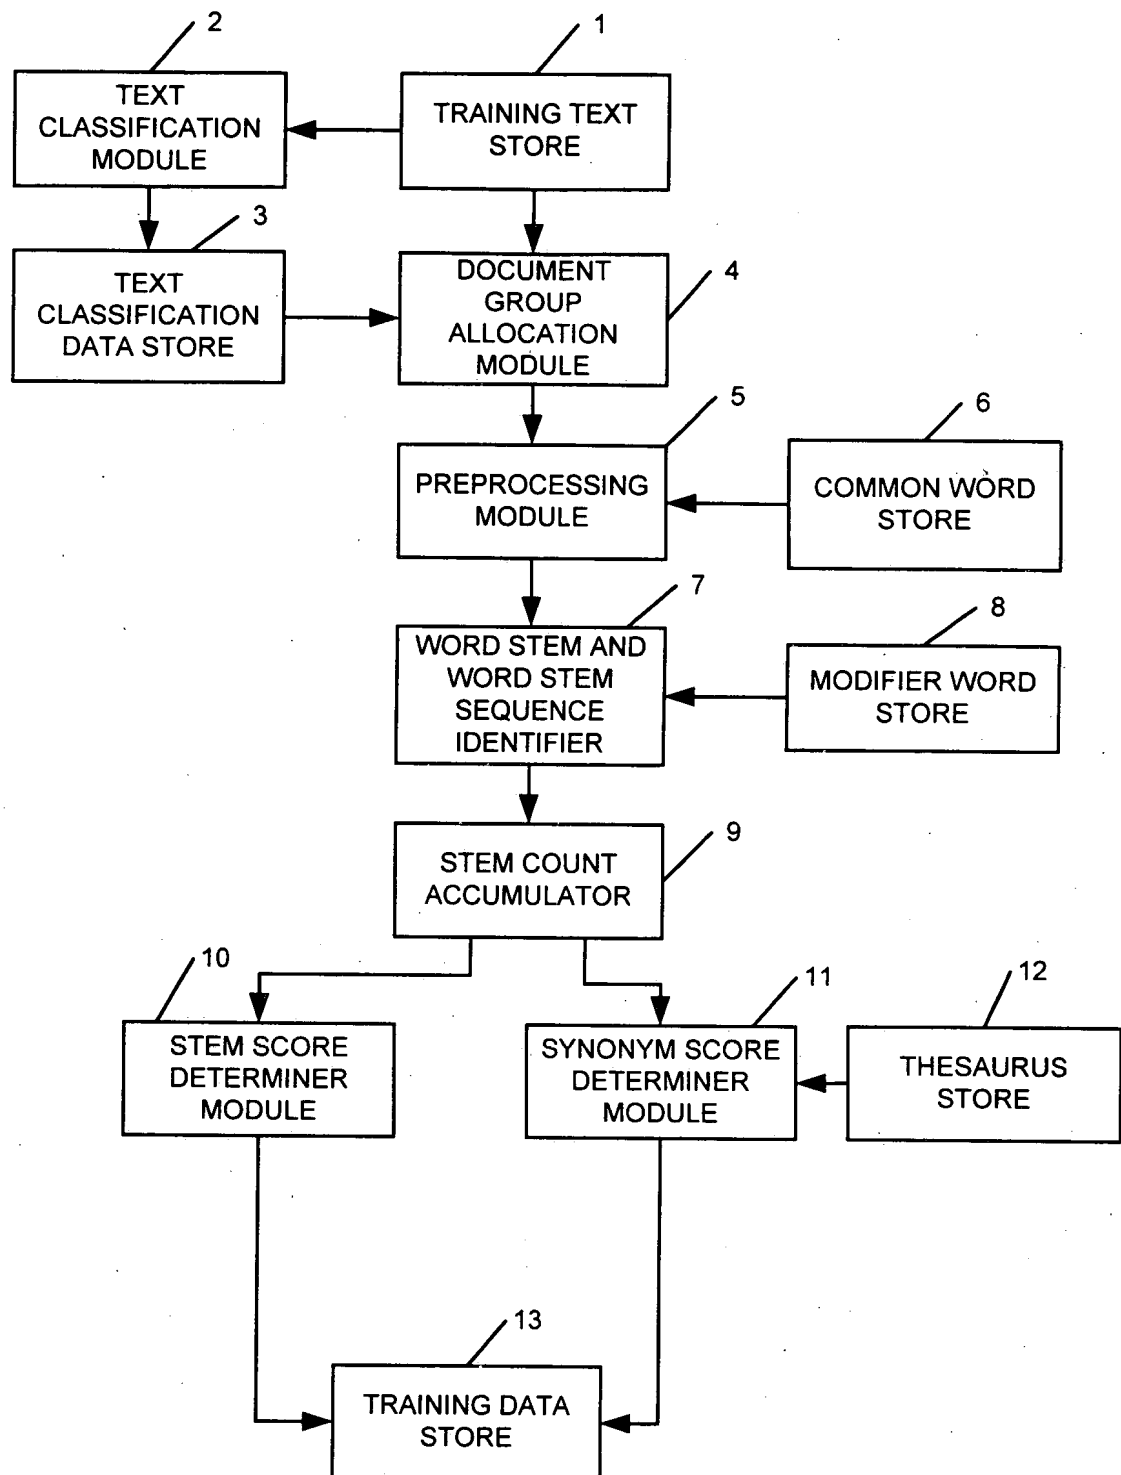 2
1
TEXT
CLASSIFICATION
MODULE
TRAINING TEXT
STORE
3
TEXT
CLASSIFICATION
DATA STORE
4
DOCUMENT
GROUP
ALLOCATION
MODULE
5
PREPROCESSING
MODULE
6
COMMON WORD
STORE
7
WORD STEM AND
WORD STEM
SEQUENCE
IDENTIFIER
8
MODIFIER WORD
STORE
9
STEM COUNT
ACCUMULATOR
10
STEM SCORE
DETERMINER
MODULE
11
SYNONYM SCORE
DETERMINER
MODULE
12
THESAURUS
STORE
13
TRAINING DATA
STORE